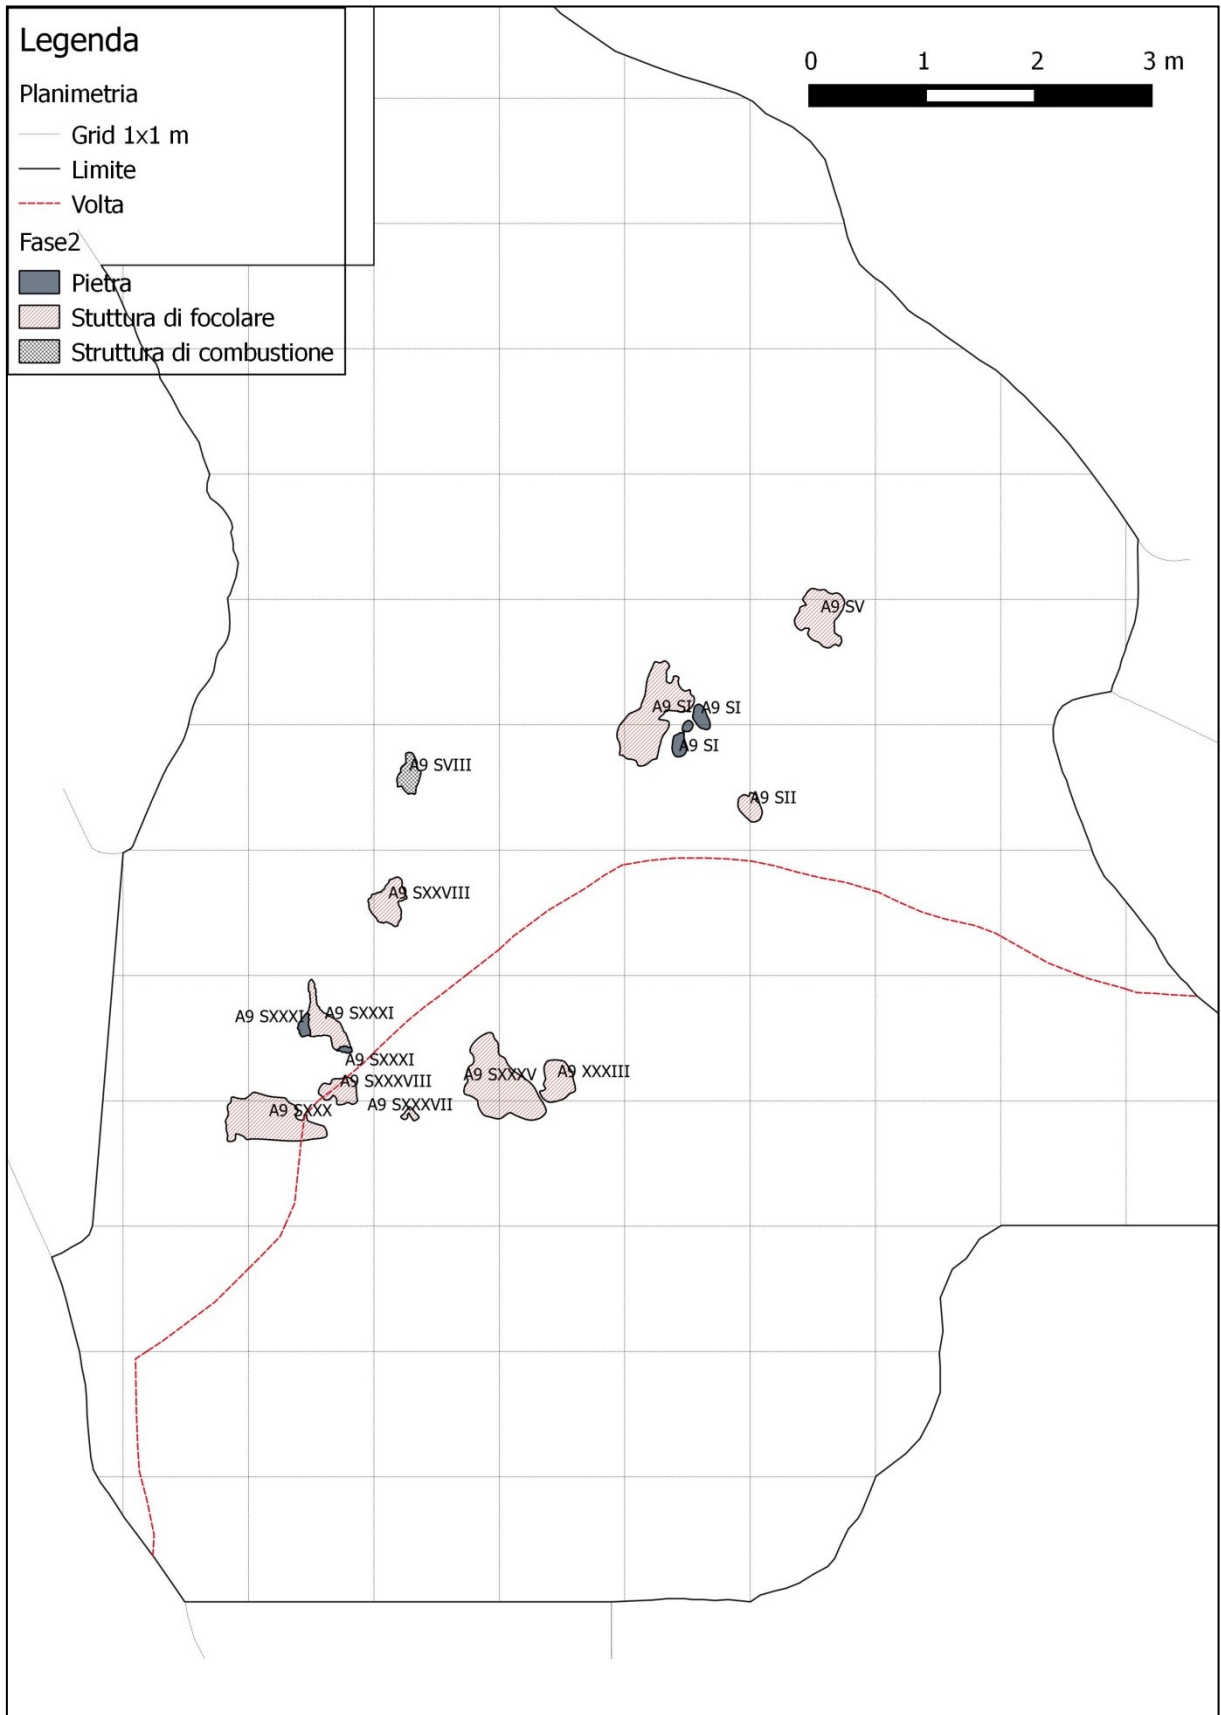 Legenda
Planimetria
Grid 1x1 m
Limite
Volta
Fase2
Pietra
Stuttura di focolare
Struttura di combustione
0 1 2 3 m
A9 SV
A9 SI
A9 SI
A9 SI
A9 SVIII
A9 SII
A9 SXXVIII
A9 SXXXI
A9 SXXXI
A9 SXXXI
A9 SXXXV
A9 XXXIII
A9 SXXXVIII
A9 SXXXVII
A9 SXXX